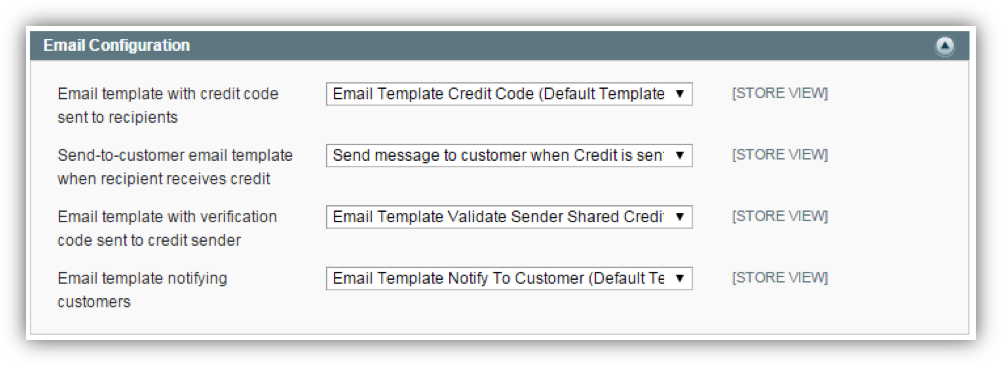 Email Configuration
Email template with credit code
sent to recipients
Email Template Credit Code (Default Template
[STORE VIEW]
Send-to-customer email template
when recipient receives credit
Send message to customer when Credit is sen
[STORE VIEW]
Email template with verification
code sent to credit sender
Email Template Validate Sender Shared Credi
[STORE VIEW]
Email template notifying
customers
Email Template Notify To Customer (Default Te
[STORE VIEW]